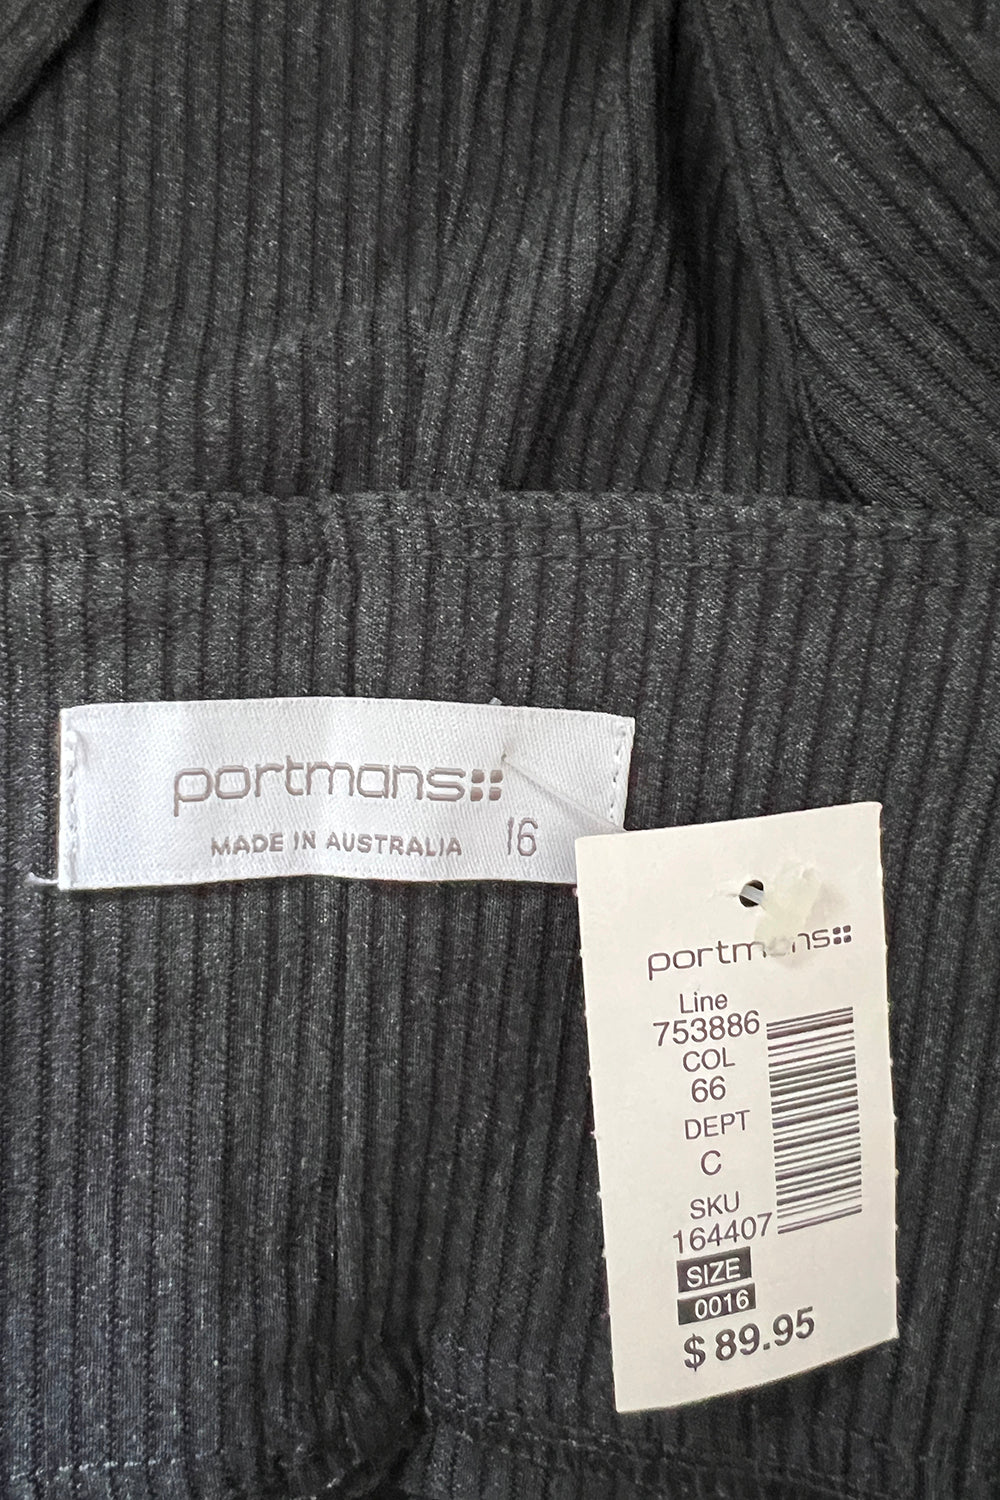 portmans
MADE IN AUSTRALIA 16
portmans
Line
753886
COL
66
DEPT
C
SKU
164407
SIZE
0016
$ 89.95